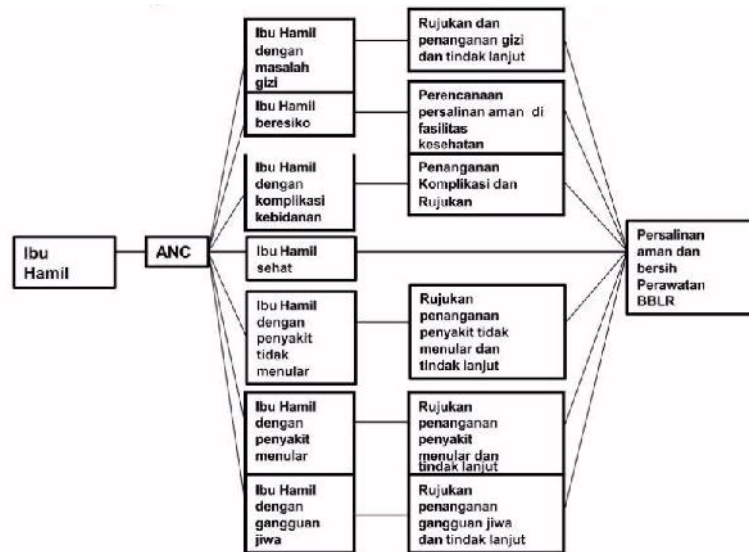 Ibu
Hamil
ANC
Ibu Hamil
dengan
masalah
gizi
Rujukan dan
penanganan gizi
dan tindak lanjut
Ibu Hamil
beresiko
Perencanaan
persalinan aman di
fasilitas
kesehatan
Ibu Hamil
dengan
komplikasi
kebidanan
Penanganan
Komplikasi dan
Rujukan
Ibu Hamil
sehat
Ibu Hamil
dengan
penyakit
tidak
menular
Rujukan
penanganan
penyakit tidak
menular dan
tindak lanjut
Ibu Hamil
dengan
penyakit
menular
Rujukan
penanganan
penyakit
menular dan
tindak lanjut
Ibu Hamil
dengan
gangguan
jiwa
Rujukan
penanganan
gangguan jiwa
dan tindak lanjut
Persalinan
aman dan
bersih
Perawatan
BBLR